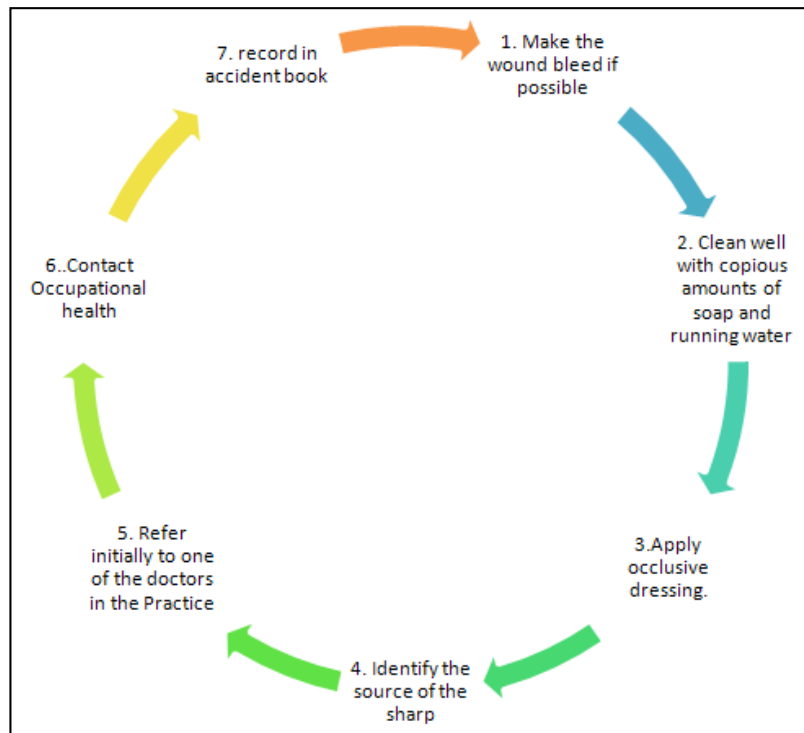 1. Make the
wound bleed if
possible
2. Clean well
with copious
amounts of
soap and
running water
3.Apply
occlusive
dressing.
4. Identify the
source of the
sharp
5. Refer
initially to one
of the doctors
in the Practice
6..Contact
Occupational
health
7. record in
accident book